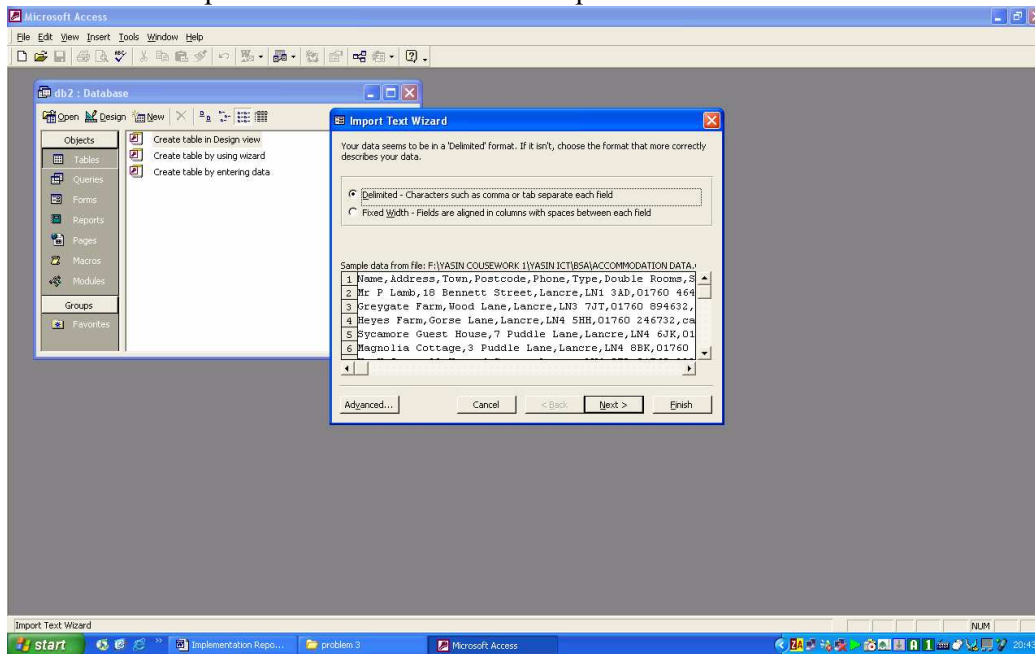 Microsoft Access
File Edit View Insert Tools Window Help
db2 : Database
Open Design New
Objects
Tables
Queries
Forms
Reports
Pages
Macros
Modules
Groups
Favorites
Create table in Design view
Create table by using wizard
Create table by entering data
Import Text Wizard
Your data seems to be in a 'Delimited' format. If it isn't, choose the format that more correctly
describes your data.
Delimited - Characters such as comma or tab separate each field
Fixed Width - Fields are aligned in columns with spaces between each field
Sample data from file: F:\YASIN COUSEWORK 1\YASIN ICT\BSA\ACCOMMODATION DATA.
1 Name,Address,Town,Postcode,Phone,Type,Double Rooms,S
2 Mr P Lamb,18 Bennett Street,Lancre,LN1 3AD,01760 464
3 Greygate Farm,Wood Lane,Lancre,LN3 7JT,01760 894632,
4 Heyes Farm,Gorse Lane,Lancre,LN4 5HH,01760 246732,ca
5 Sycamore Guest House,7 Puddle Lane,Lancre,LN4 6JK,01
6 Magnolia Cottage,3 Puddle Lane,Lancre,LN4 8BK,01760
Advanced... Cancel < Back Next > Finish
Import Text Wizard NUM
start Implementation Repo... problem 3 Microsoft Access